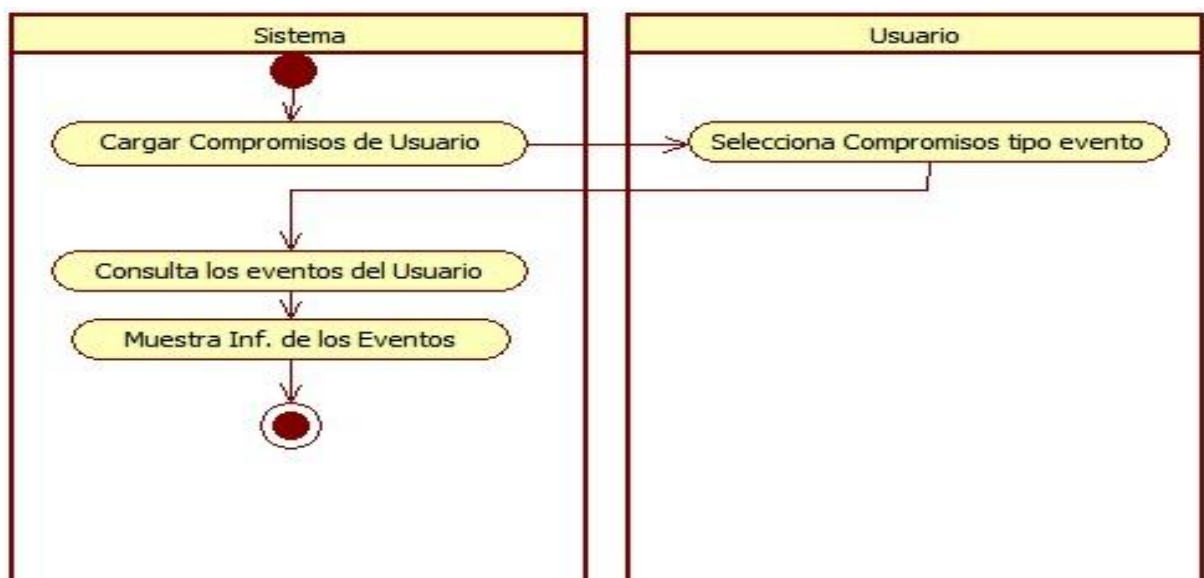 Sistema
Usuario
Cargar Compromisos de Usuario
Selecciona Compromisos tipo evento
Consulta los eventos del Usuario
Muestra Inf. de los Eventos